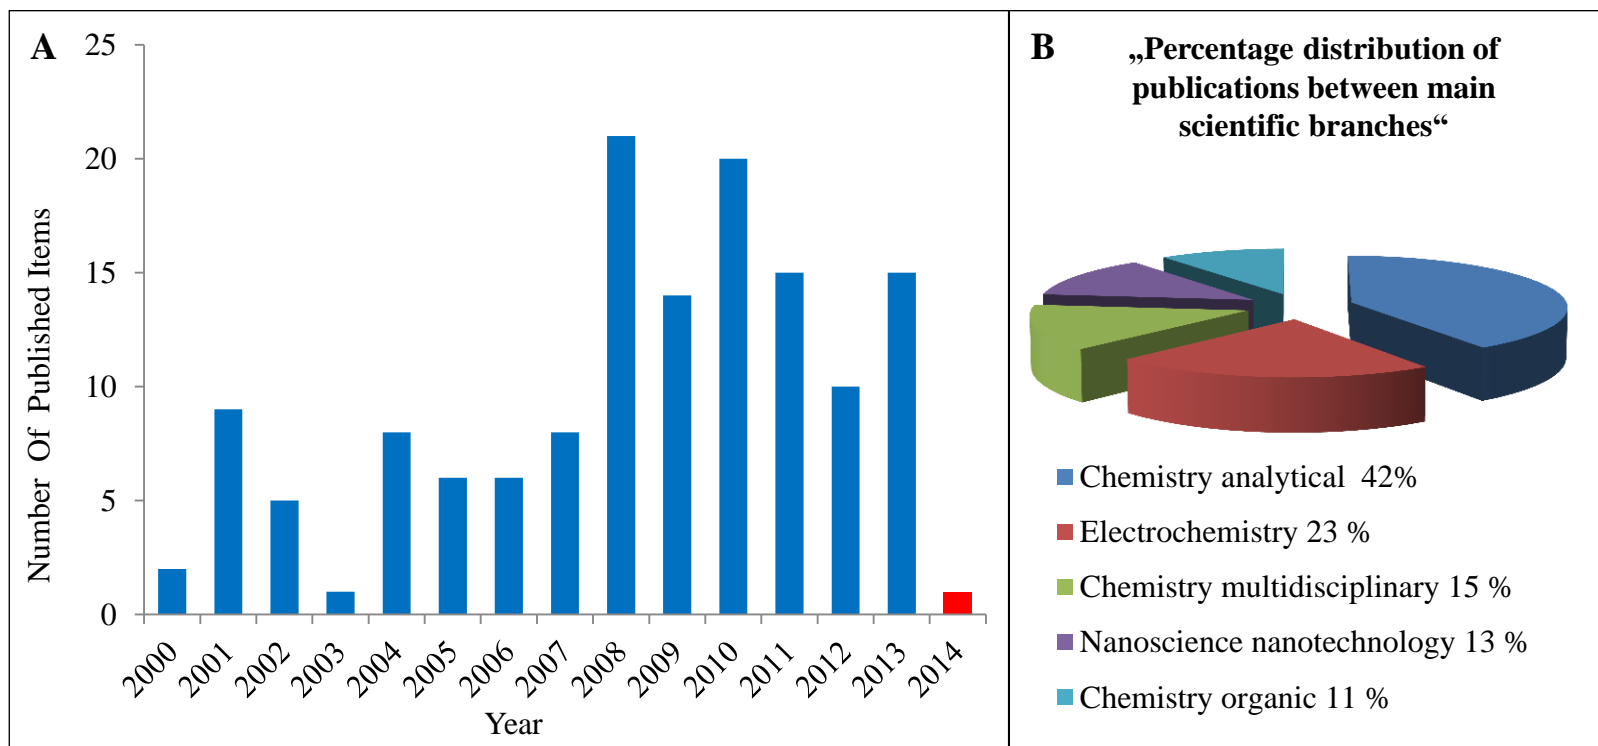 A
25
20
15
10
5
0
Number Of Published Items
2000
2001
2002
2003
2004
2005
2006
2007
2008
2009
2010
2011
2012
2013
2014
Year
B
„Percentage distribution of
publications between main
scientific branches“
Chemistry analytical 42%
Electrochemistry 23 %
Chemistry multidisciplinary 15 %
Nanoscience nanotechnology 13 %
Chemistry organic 11 %